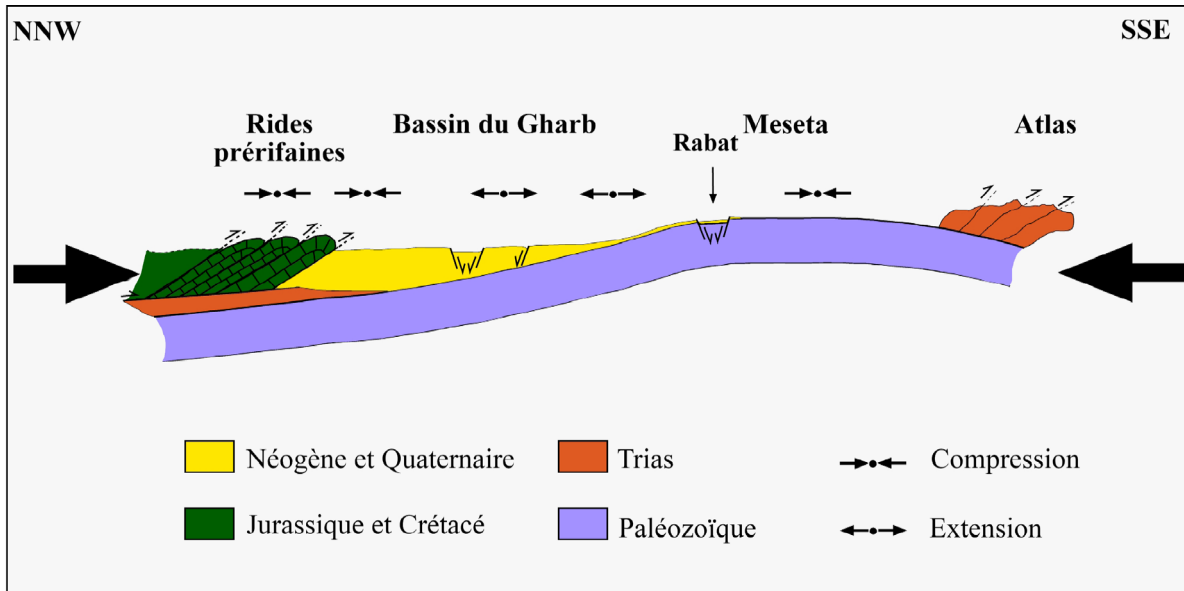 NNW
SSE
Rides
prérifaines
Bassin du Gharb
Rabat
Meseta
Atlas
Néogène et Quaternaire
Trias
Compression
Jurassique et Crétacé
Paléozoïque
Extension